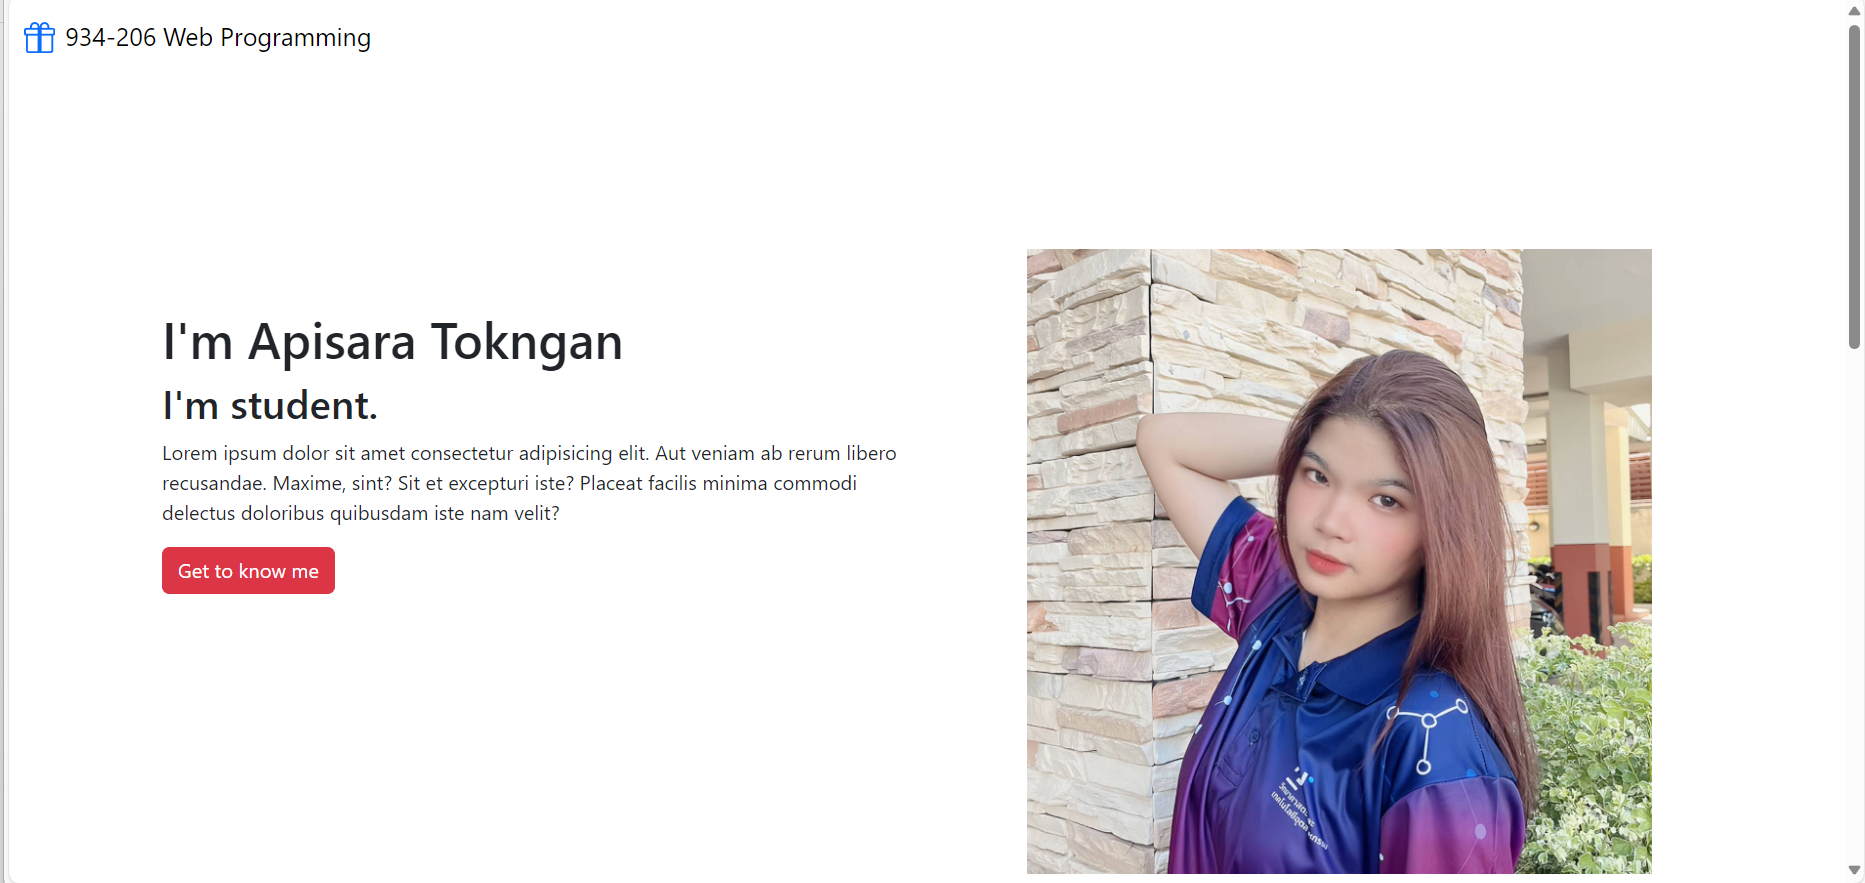 934-206 Web Programming
I'm Apisara Tokngan
I'm student.
Lorem ipsum dolor sit amet consectetur adipisicing elit. Aut veniam ab rerum libero
recusandae. Maxime, sint? Sit et excepturi iste? Placeat facilis minima commodi
delectus doloribus quibusdam iste nam velit?
Get to know me